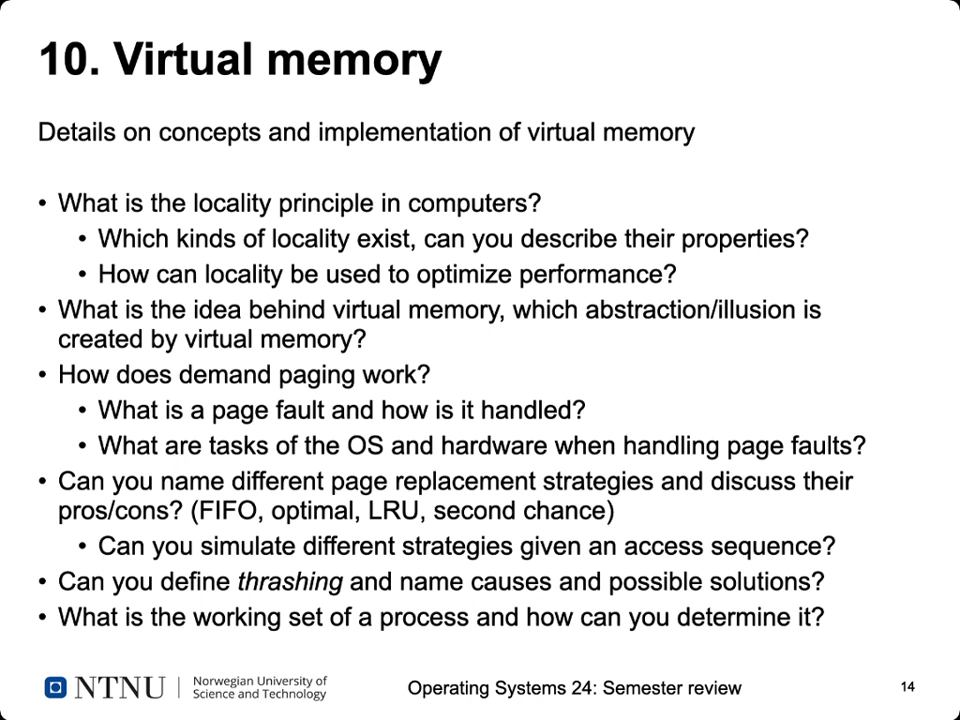 10. Virtual memory
Details on concepts and implementation of virtual memory
• What is the locality principle in computers?
• Which kinds of locality exist, can you describe their properties?
• How can locality be used to optimize performance?
• What is the idea behind virtual memory, which abstraction/illusion is
created by virtual memory?
• How does demand paging work?
• What is a page fault and how is it handled?
• What are tasks of the OS and hardware when handling page faults?
• Can you name different page replacement strategies and discuss their
pros/cons? (FIFO, optimal, LRU, second chance)
• Can you simulate different strategies given an access sequence?
• Can you define thrashing and name causes and possible solutions?
• What is the working set of a process and how can you determine it?
NTNU
Norwegian University of
Science and Technology
Operating Systems 24: Semester review
14